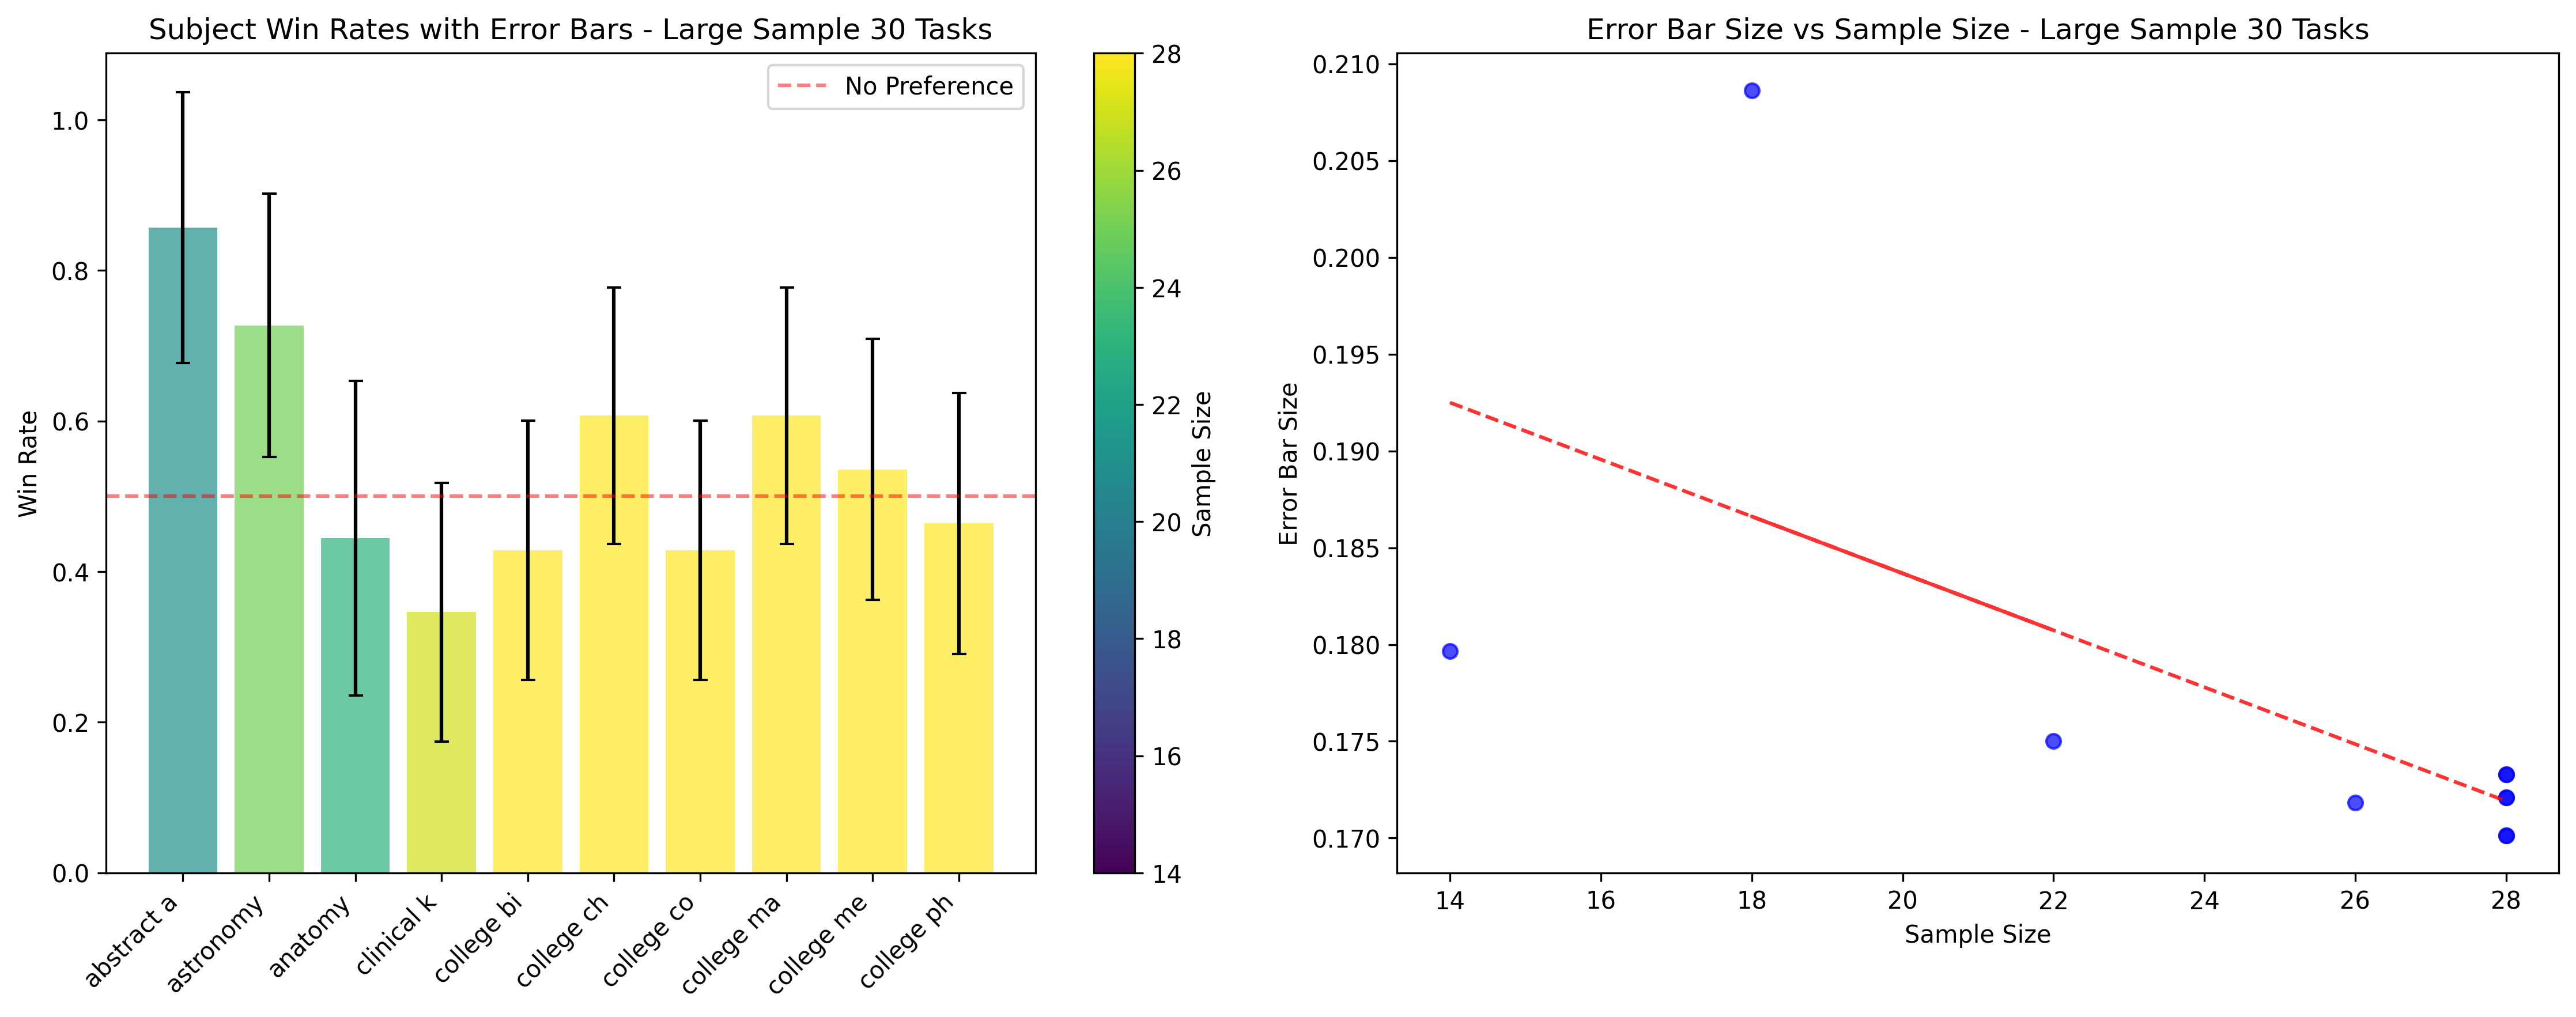 Subject Win Rates with Error Bars - Large Sample 30 Tasks
No Preference
Win Rate
1.0
0.8
0.6
0.4
0.2
0.0
abstract a
astronomy
anatomy
clinical k
college bi
college ch
college co
college ma
college me
college ph
28
26
24
22
20
18
16
14
Sample Size
Error Bar Size vs Sample Size - Large Sample 30 Tasks
Error Bar Size
0.210
0.205
0.200
0.195
0.190
0.185
0.180
0.175
0.170
14 16 18 20 22 24 26 28
Sample Size